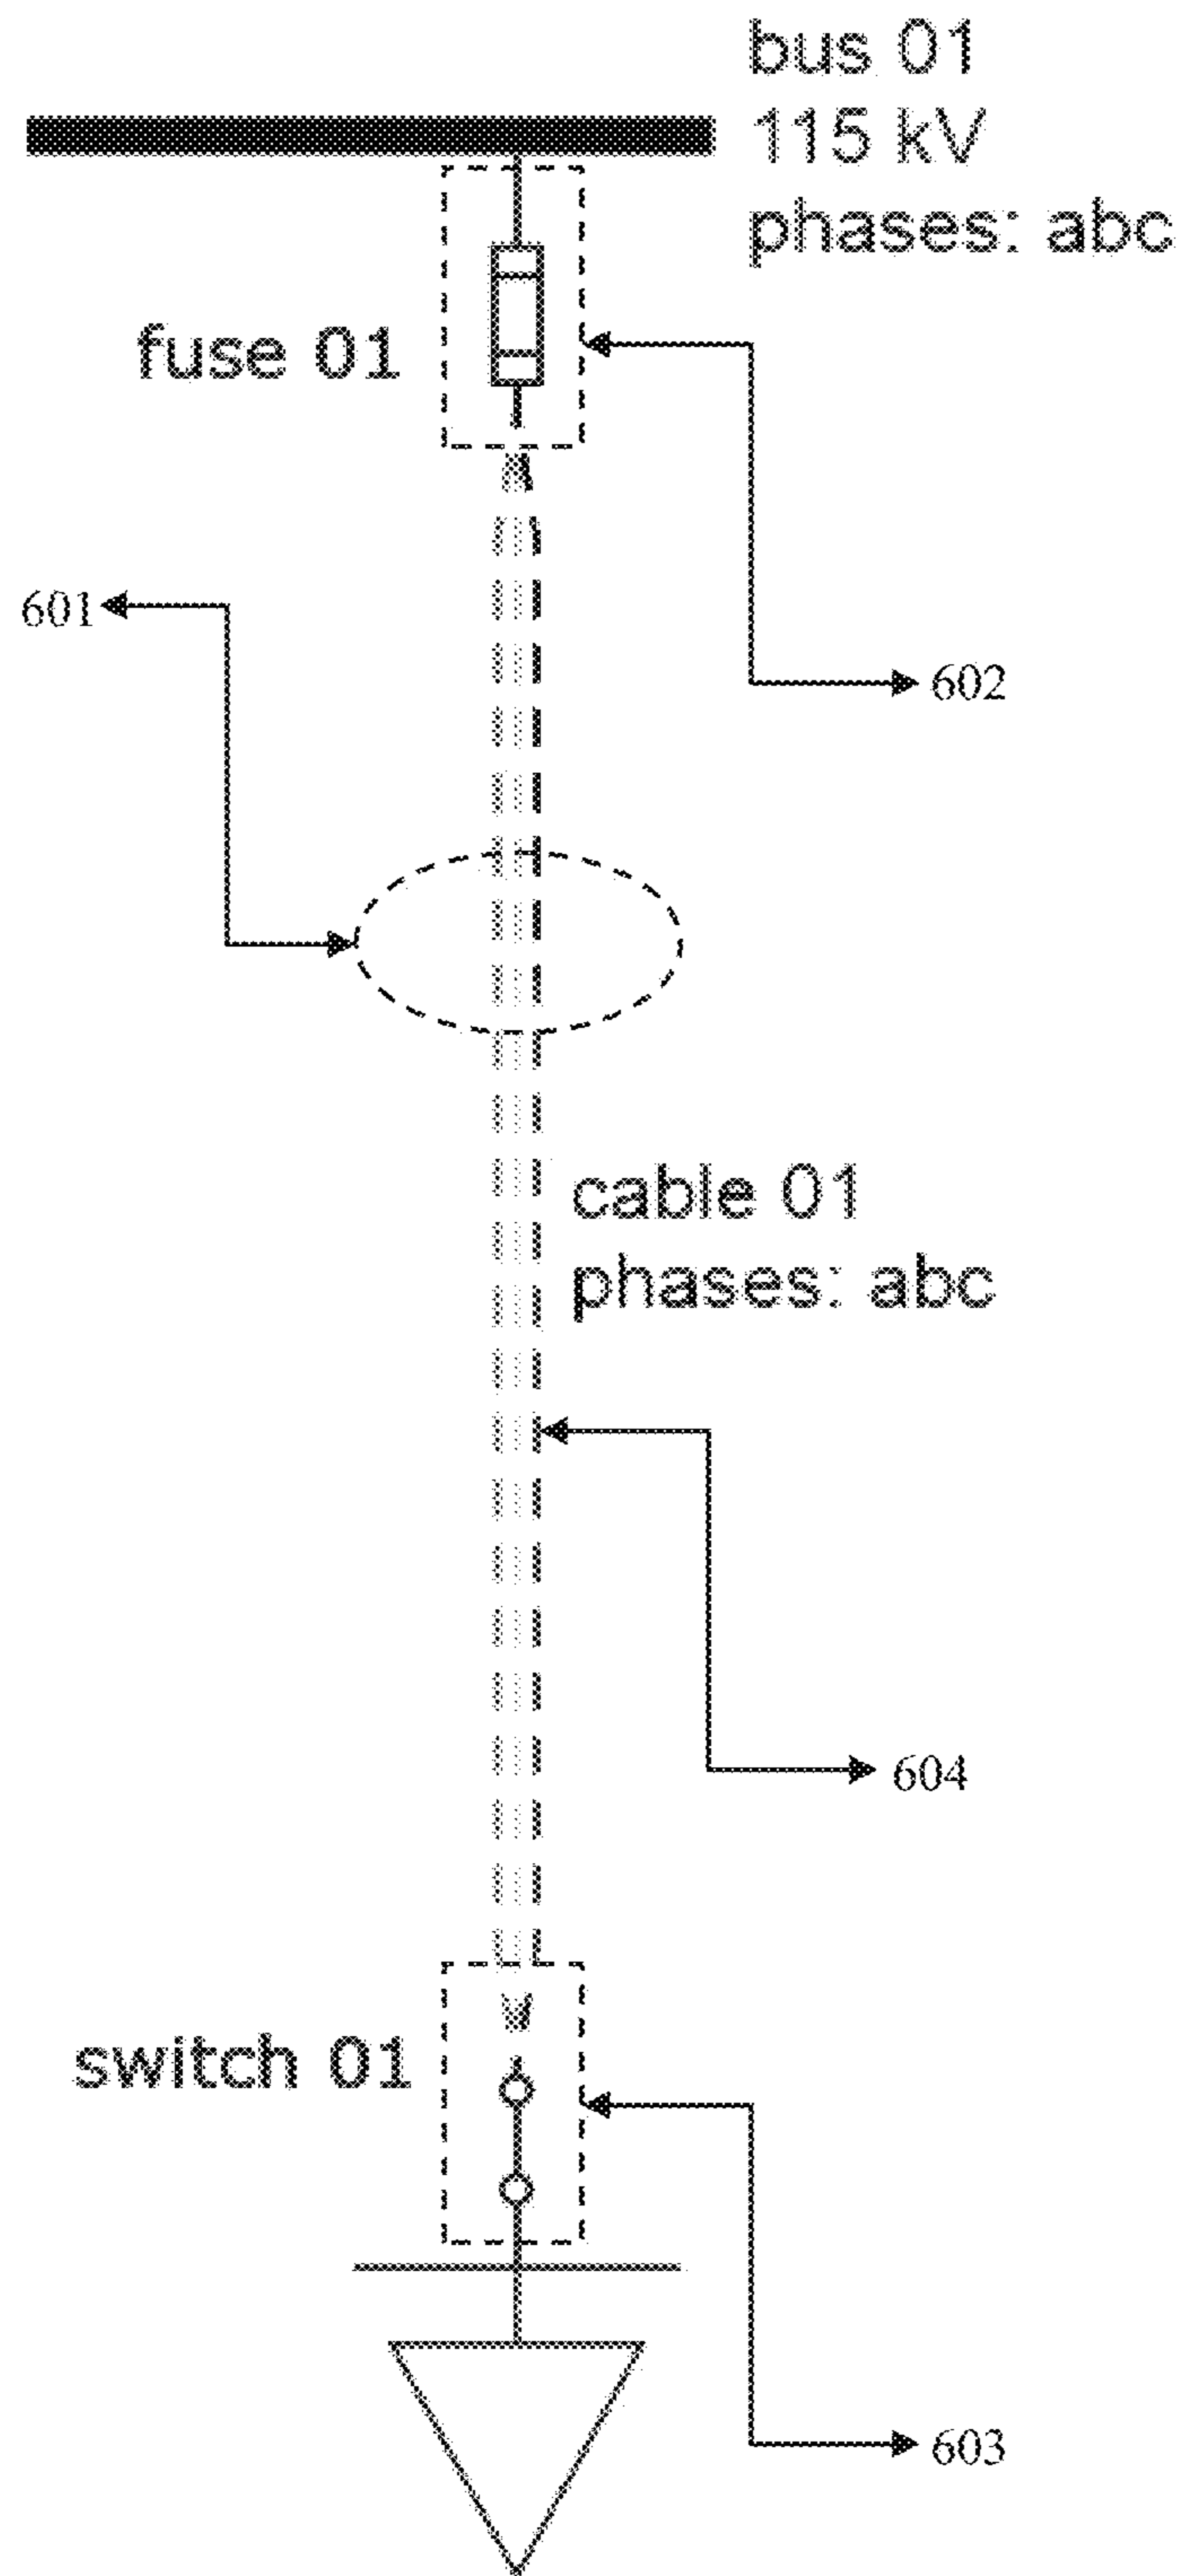 bus 01
115 kV
phases: abc
fuse 01
601
602
cable 01
phases: abc
604
switch 01
603